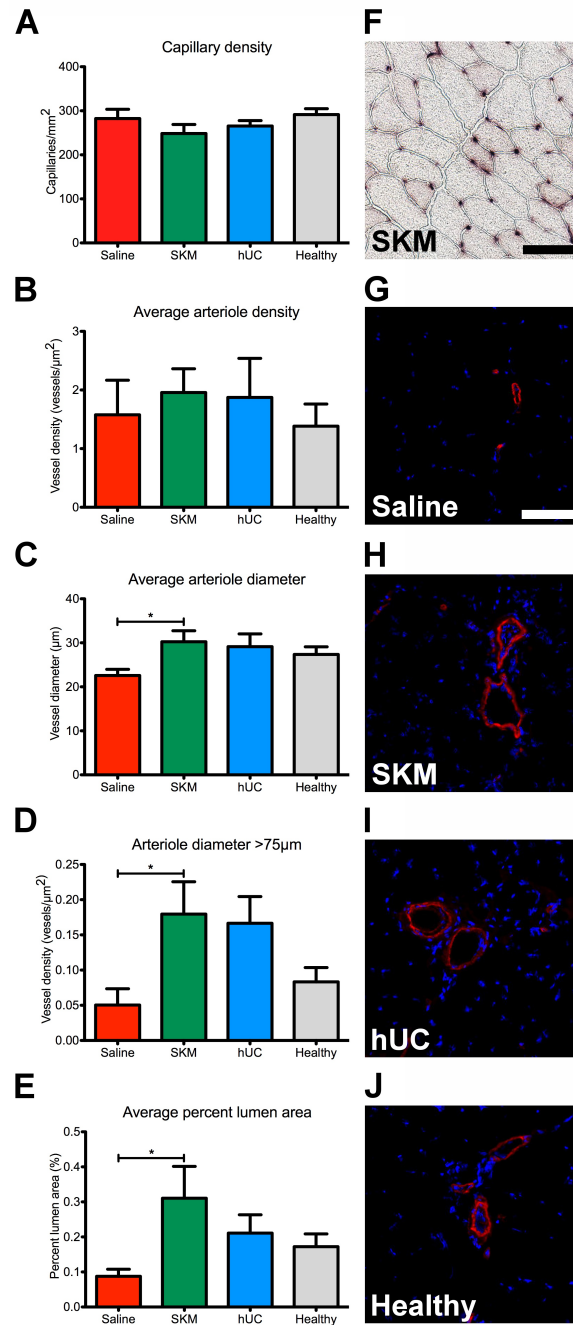 A
Capillary density
Capillaries/mm²
400
300
200
100
0
Saline SKM hUC Healthy
B
Average arteriole density
Vessel density (vessels/µm²)
3
2
1
0
Saline SKM hUC Healthy
C
Average arteriole diameter
Vessel diameter (µm)
40
30
20
10
0
*
Saline SKM hUC Healthy
D
Arteriole diameter >75µm
Vessel density (vesels/µm²)
0.25
0.20
0.15
0.10
0.05
0.00
*
Saline SKM hUC Healthy
E
Average percent lumen area
Percent lumen area (%)
0.5
0.4
0.3
0.2
0.1
0.0
*
Saline SKM hUC Healthy
F
SKM
G
Saline
H
SKM
I
hUC
J
Healthy